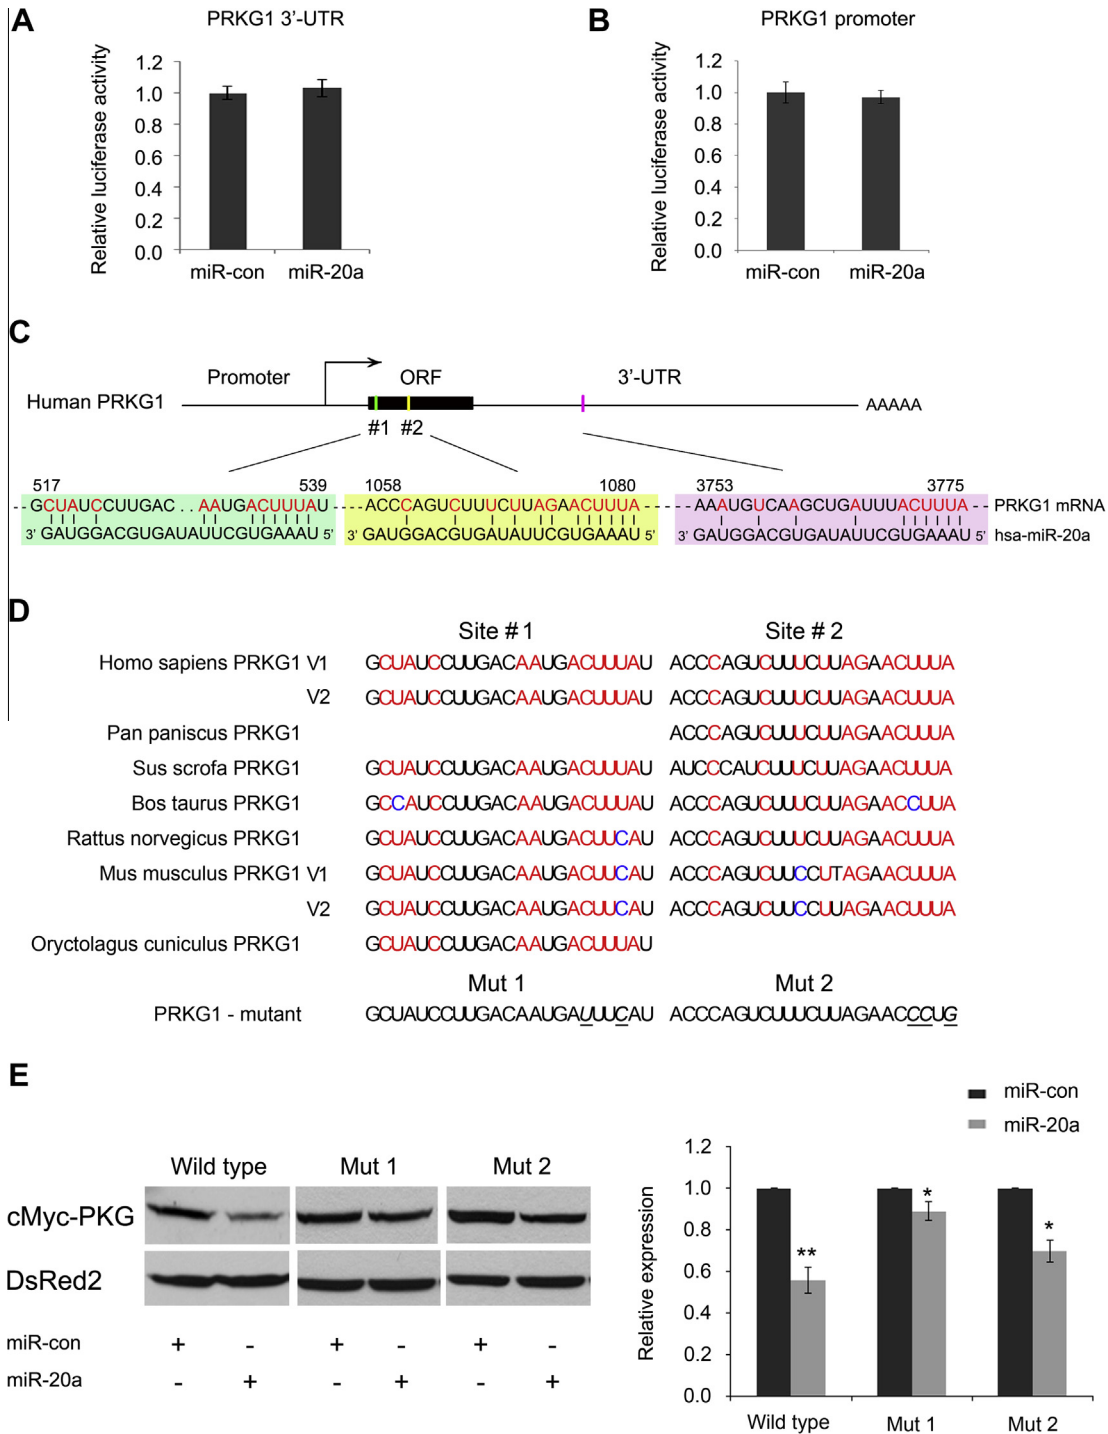 A
PRKG1 3'-UTR
Relative luciferase activity
1.2
1.0
0.8
0.6
0.4
0.2
0.0
miR-con miR-20a
B
PRKG1 promoter
Relative luciferase activity
1.2
1.0
0.8
0.6
0.4
0.2
0.0
miR-con miR-20a
C
Promoter ORF 3'-UTR
Human PRKG1 AAAAA
#1 #2
517 539 1058 1080 3753 3775
GCUAUCCUUGAC..AAUGACUUUAU ACCCAGUCUUUCUUAGAACUUUA AAAUGUCAAGCUGAUUUACUUUA PRKG1 mRNA
3' GAUGGACGUGAUAUUCGUGAAAU 5' 3' GAUGGACGUGAUAUUCGUGAAAU 5' 3' GAUGGACGUGAUAUUCGUGAAAU 5' hsa-miR-20a
D
Site # 1 Site # 2
Homo sapiens PRKG1 V1 GCUAUCCUUGACAAUGACUUUAU ACCCAGUCUUUCUUAGAACUUUA
V2 GCUAUCCUUGACAAUGACUUUAU ACCCAGUCUUUCUUAGAACUUUA
Pan paniscus PRKG1 ACCCAGUCUUUCUUAGAACUUUA
Sus scrofa PRKG1 GCUAUCCUUGACAAUGACUUUAU AUCCCAUCUUUCUUAGAACUUUA
Bos taurus PRKG1 GCCAUCCUUGACAAUGACUUUAU ACCCAGUCUUUCUUAGAACCUUA
Rattus norvegicus PRKG1 GCUAUCCUUGACAAUGACUUCAU ACCCAGUCUUUCUUAGAACUUUA
Mus musculus PRKG1 V1 GCUAUCCUUGACAAUGACUUCAU ACCCAGUCUUCCUTAGAACUUUA
V2 GCUAUCCUUGACAAUGACUUCAU ACCCAGUCUUCCUUAGAACUUUA
Oryctolagus cuniculus PRKG1 GCUAUCCUUGACAAUGACUUUAU
Mut 1 Mut 2
PRKG1 - mutant GCUAUCCUUGACAAUGAUUUCAU ACCCAGUCUUUCUUAGAACCCUG
E
Wild type Mut 1 Mut 2
cMyc-PKG
DsRed2
miR-con + - + - + -
miR-20a - + - + - +
miR-con
miR-20a
Relative expression
1.2
1.0
0.8
0.6
0.4
0.2
0.0
**
*
*
Wild type Mut 1 Mut 2